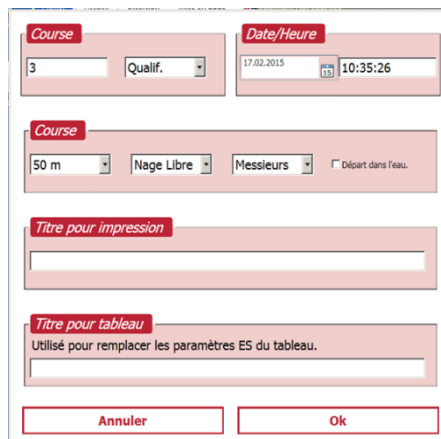 Course
Date/Heure
3
Qualif.
17.02.2015
15
10:35:26
Course
50 m
Nage Libre
Messieurs
Départ dans l'eau.
Titre pour impression
Titre pour tableau
Utilisé pour remplacer les paramètres ES du tableau.
Annuler
Ok